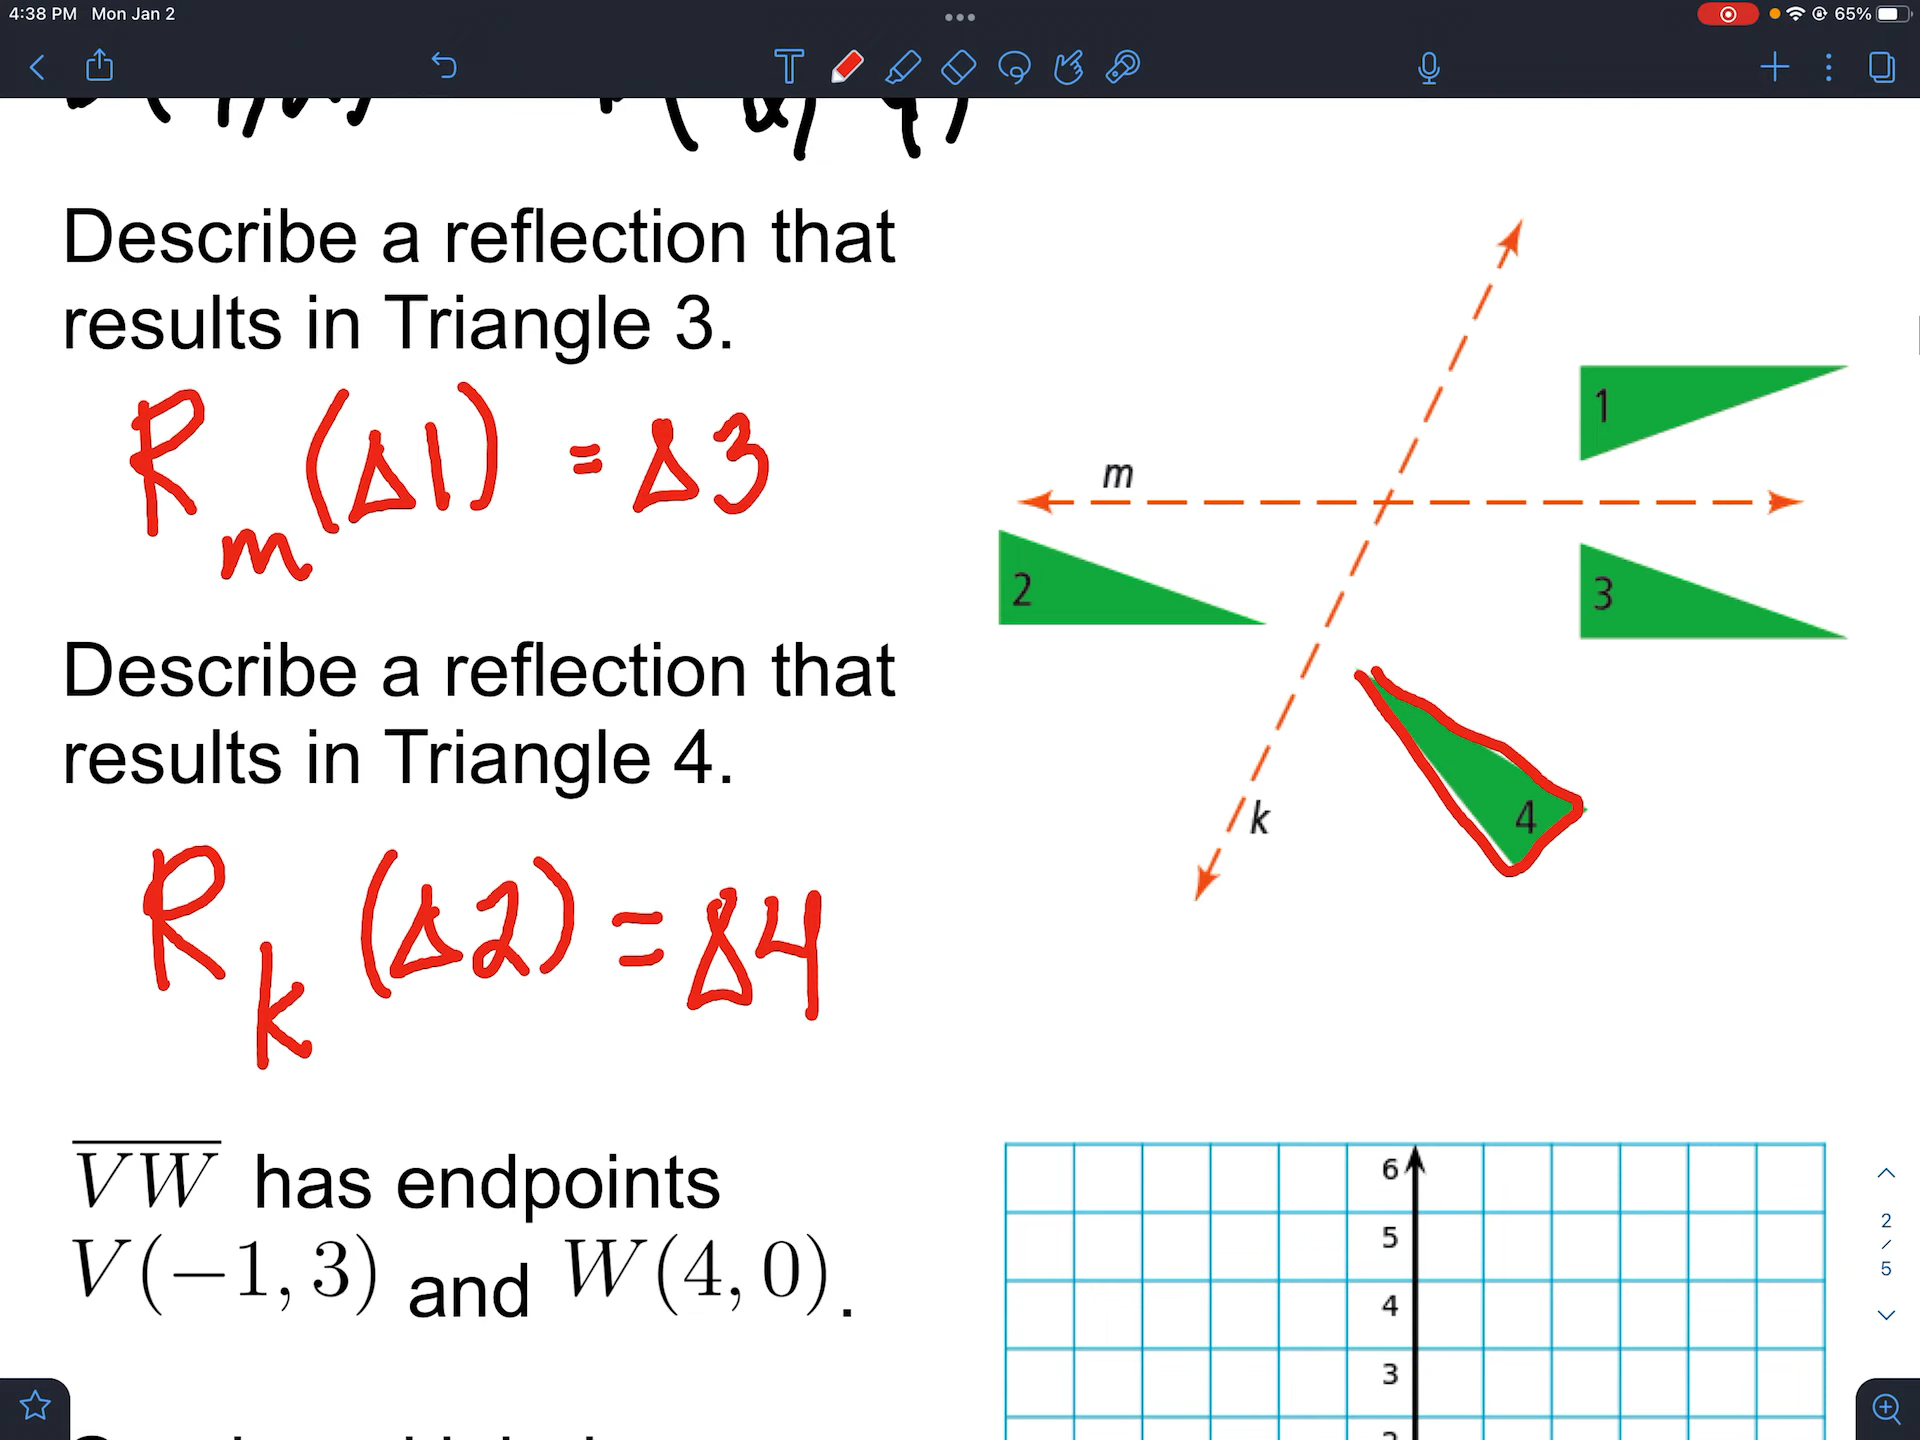 4:38 PM Mon Jan 2
65%
Describe a reflection that
results in Triangle 3.
R_m (Δ1) = Δ3
Describe a reflection that
results in Triangle 4.
R_k (Δ2) = Δ4
m
1
2
3
4
k
VW has endpoints
V(−1, 3) and W(4, 0).
6
5
4
3
2
/
5